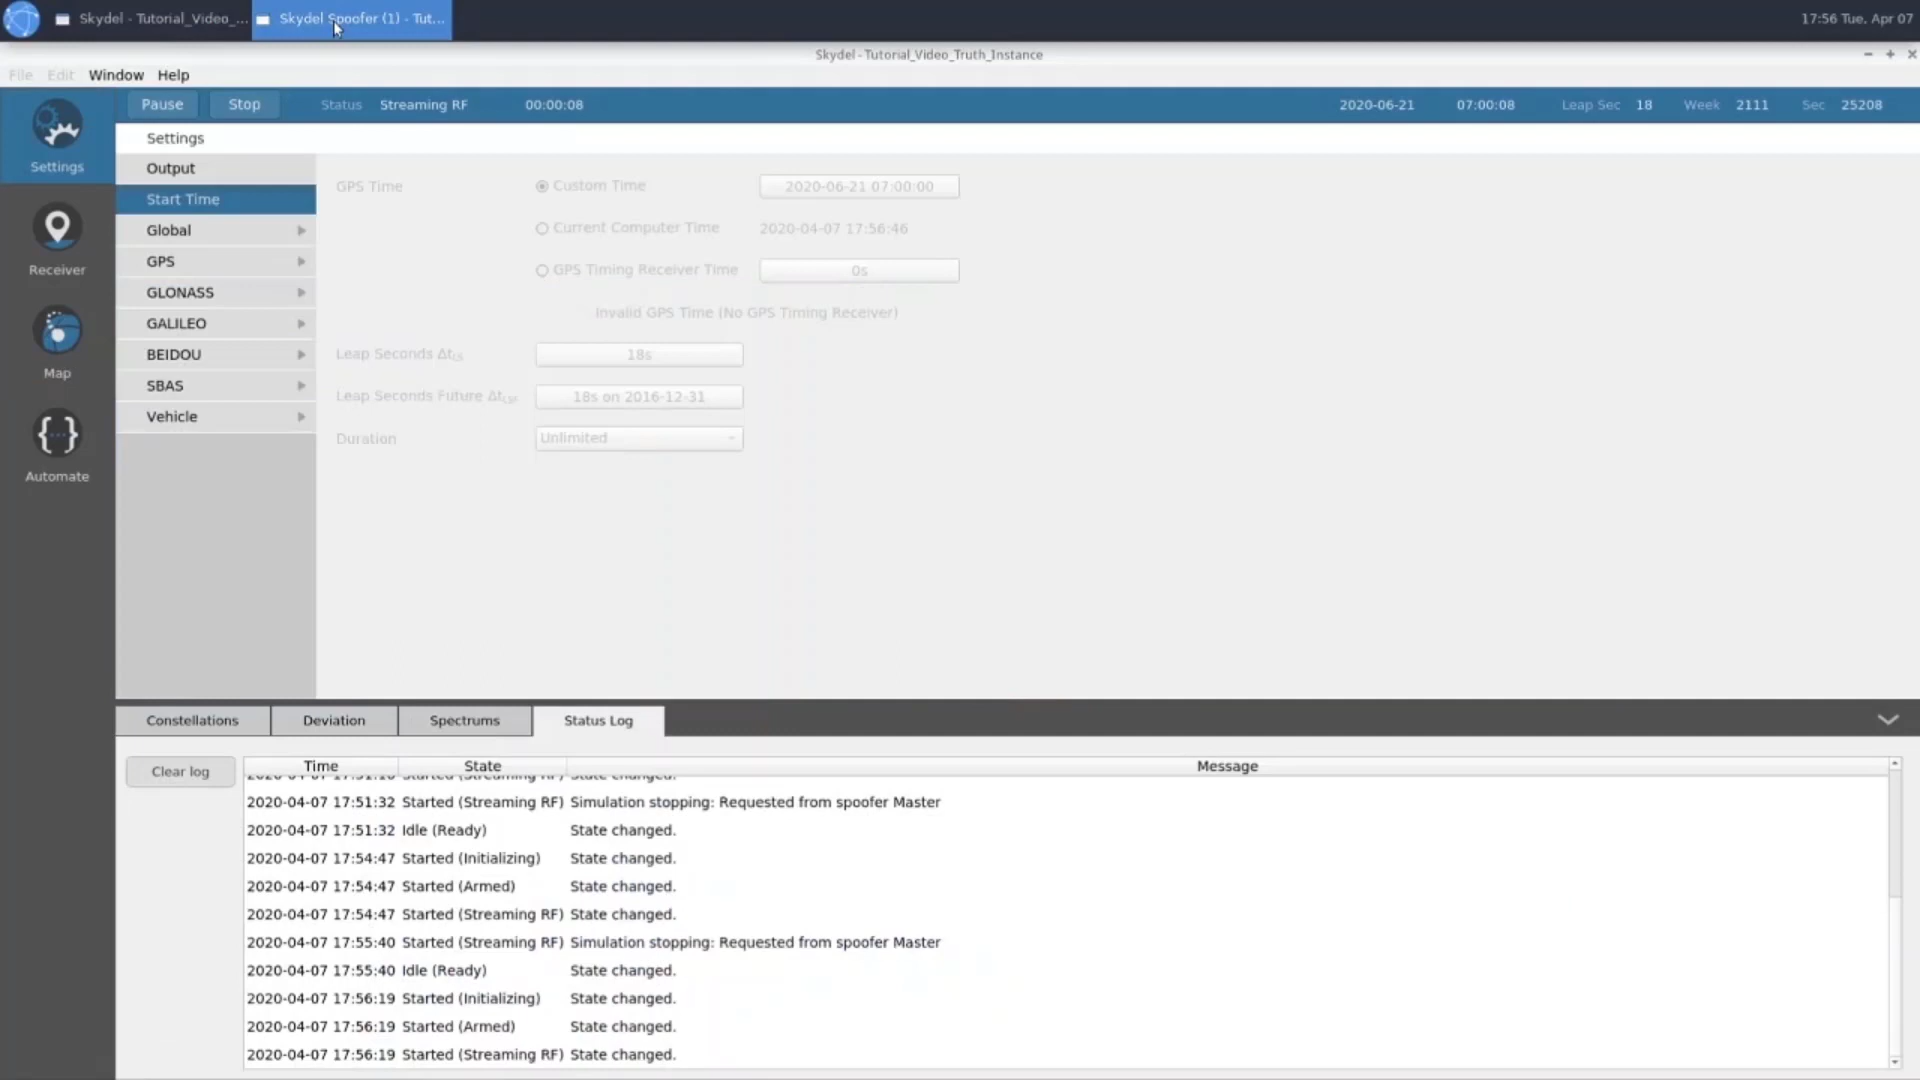 Skydel - Tutorial_Video_...
Skydel Spoofer (1) - Tut...
17:56 Tue, Apr 07
Skydel - Tutorial_Video_Truth_Instance
File Edit Window Help
Pause Stop Status Streaming RF 00:00:08 2020-06-21 07:00:08 Leap Sec 18 Week 2111 Sec 25208
Settings
Receiver
Map
Automate
Settings
Output
Start Time
Global
GPS
GLONASS
GALILEO
BEIDOU
SBAS
Vehicle
GPS Time Custom Time 2020-06-21 07:00:00
Current Computer Time 2020-04-07 17:56:46
GPS Timing Receiver Time 0s
Invalid GPS Time (No GPS Timing Receiver)
Leap Seconds Δt_LS 18s
Leap Seconds Future Δt_LSF 18s on 2016-12-31
Duration Unlimited
Constellations Deviation Spectrums Status Log
Clear log
Time State Message
2020-04-07 17:51:32 Started (Streaming RF) Simulation stopping: Requested from spoofer Master
2020-04-07 17:51:32 Idle (Ready) State changed.
2020-04-07 17:54:47 Started (Initializing) State changed.
2020-04-07 17:54:47 Started (Armed) State changed.
2020-04-07 17:54:47 Started (Streaming RF) State changed.
2020-04-07 17:55:40 Started (Streaming RF) Simulation stopping: Requested from spoofer Master
2020-04-07 17:55:40 Idle (Ready) State changed.
2020-04-07 17:56:19 Started (Initializing) State changed.
2020-04-07 17:56:19 Started (Armed) State changed.
2020-04-07 17:56:19 Started (Streaming RF) State changed.